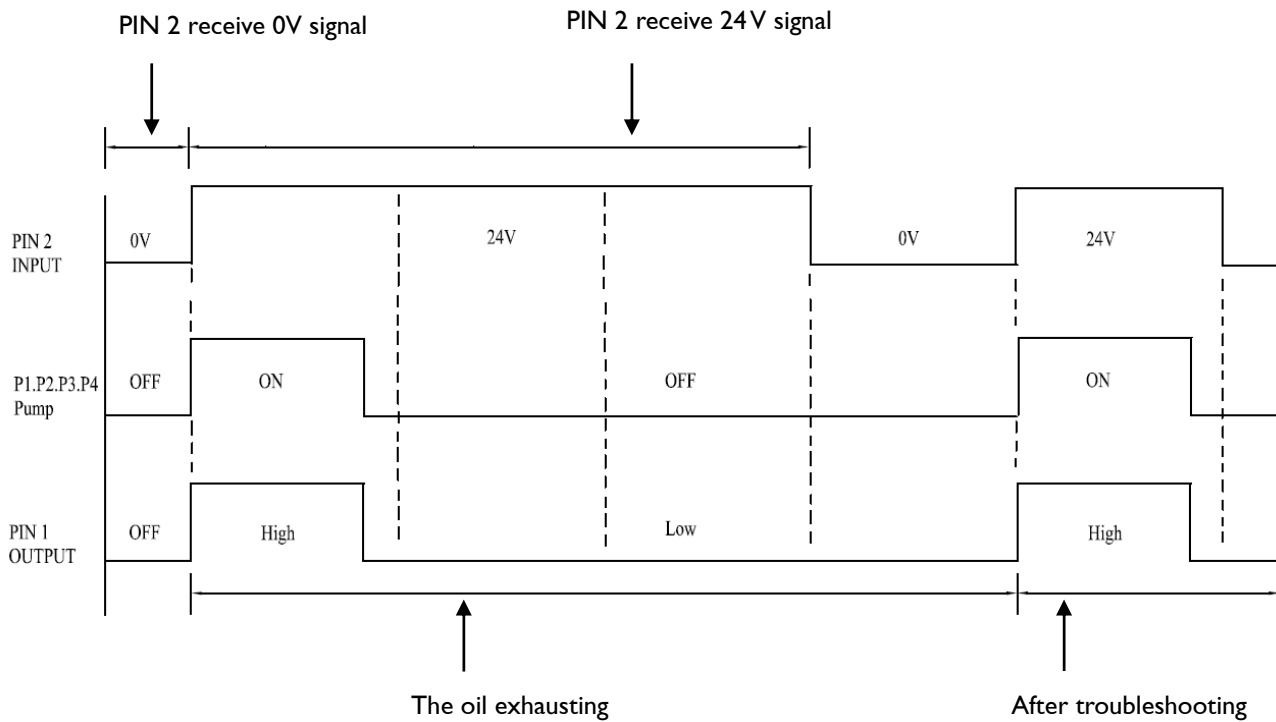 PIN 2 receive 0V signal
PIN 2 receive 24V signal
PIN 2
INPUT
0V
24V
0V
24V
P1.P2.P3.P4
Pump
OFF
ON
OFF
ON
PIN 1
OUTPUT
OFF
High
Low
High
The oil exhausting
After troubleshooting